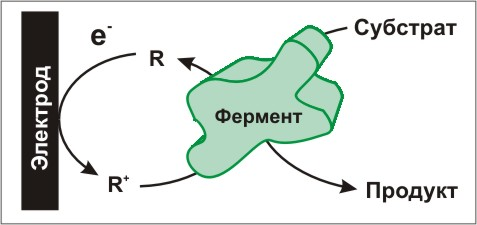 Электрод
e⁻
R
R⁺
Фермент
Субстрат
Продукт